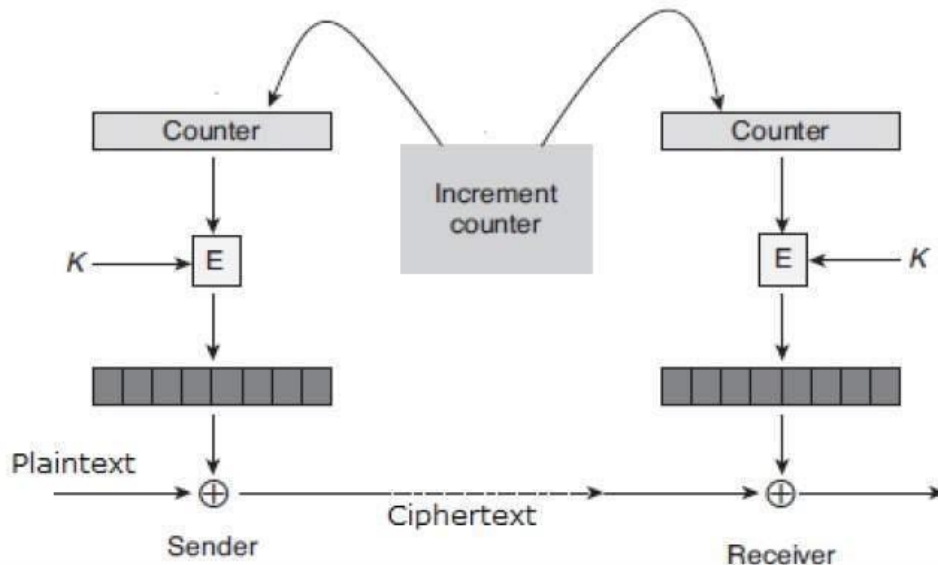 Counter
Counter
Increment
counter
K
E
E
K
Plaintext
Ciphertext
Sender
Receiver